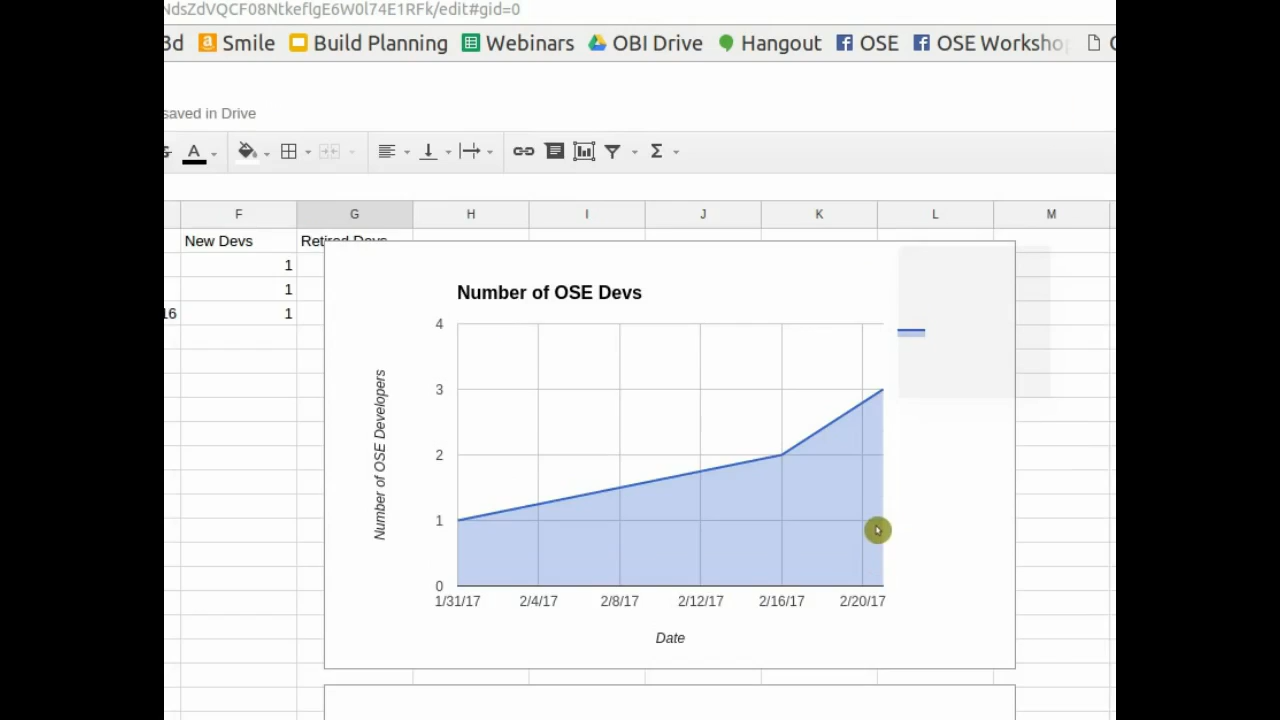 NdsZdVQCF08NtkeflgE6W0l74E1RFk/edit#gid=0
3d Smile Build Planning Webinars OBI Drive Hangout OSE OSE Worksho
saved in Drive
A Σ
F G H I J K L M
New Devs Retired Devs
1
1
16 1
Number of OSE Devs
4
3
2
1
0
Number of OSE Developers
1/31/17 2/4/17 2/8/17 2/12/17 2/16/17 2/20/17
Date